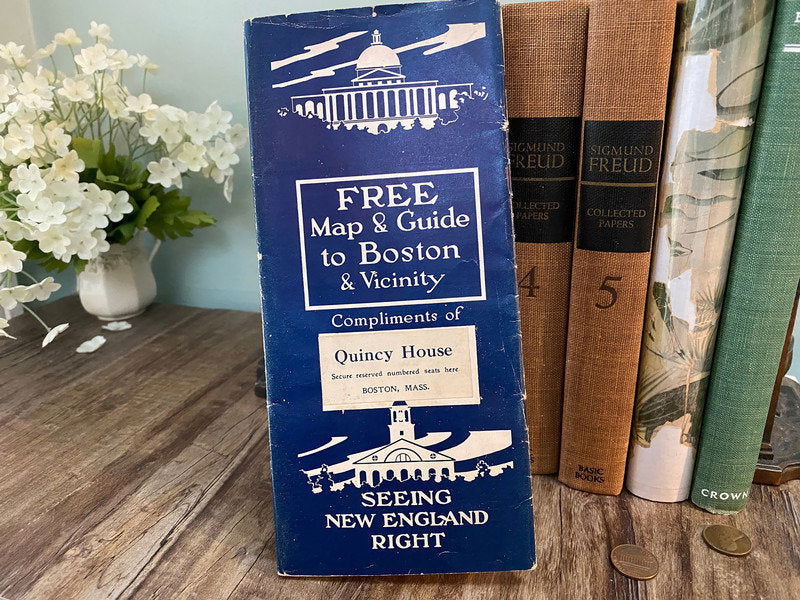 FREE
Map & Guide
to Boston
& Vicinity
Compliments of
Quincy House
Secure reserved numbered seats here
BOSTON, MASS.
SEEING
NEW ENGLAND
RIGHT
SIGMUND
FREUD
COLLECTED
PAPERS
4
SIGMUND
FREUD
COLLECTED
PAPERS
5
BASIC
BOOKS
CROWN